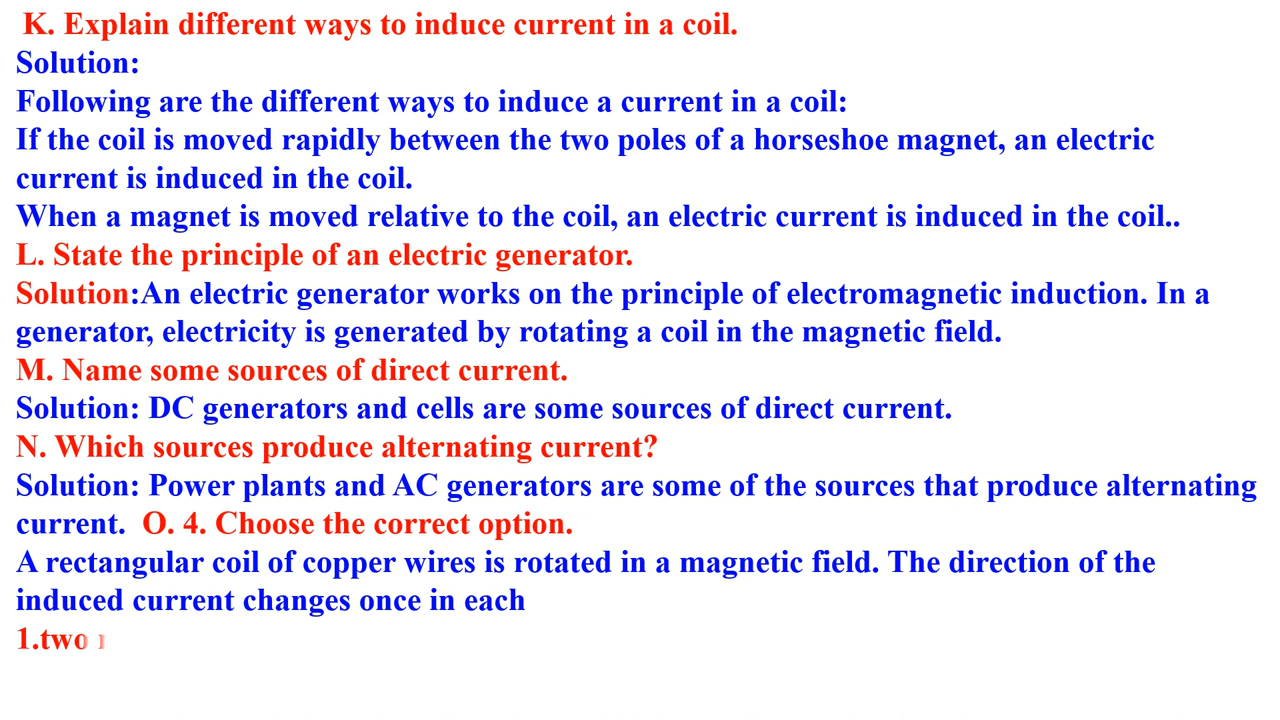 K. Explain different ways to induce current in a coil.
Solution:
Following are the different ways to induce a current in a coil:
If the coil is moved rapidly between the two poles of a horseshoe magnet, an electric
current is induced in the coil.
When a magnet is moved relative to the coil, an electric current is induced in the coil..
L. State the principle of an electric generator.
Solution:An electric generator works on the principle of electromagnetic induction. In a
generator, electricity is generated by rotating a coil in the magnetic field.
M. Name some sources of direct current.
Solution: DC generators and cells are some sources of direct current.
N. Which sources produce alternating current?
Solution: Power plants and AC generators are some of the sources that produce alternating
current.  O. 4. Choose the correct option.
A rectangular coil of copper wires is rotated in a magnetic field. The direction of the
induced current changes once in each
1.two